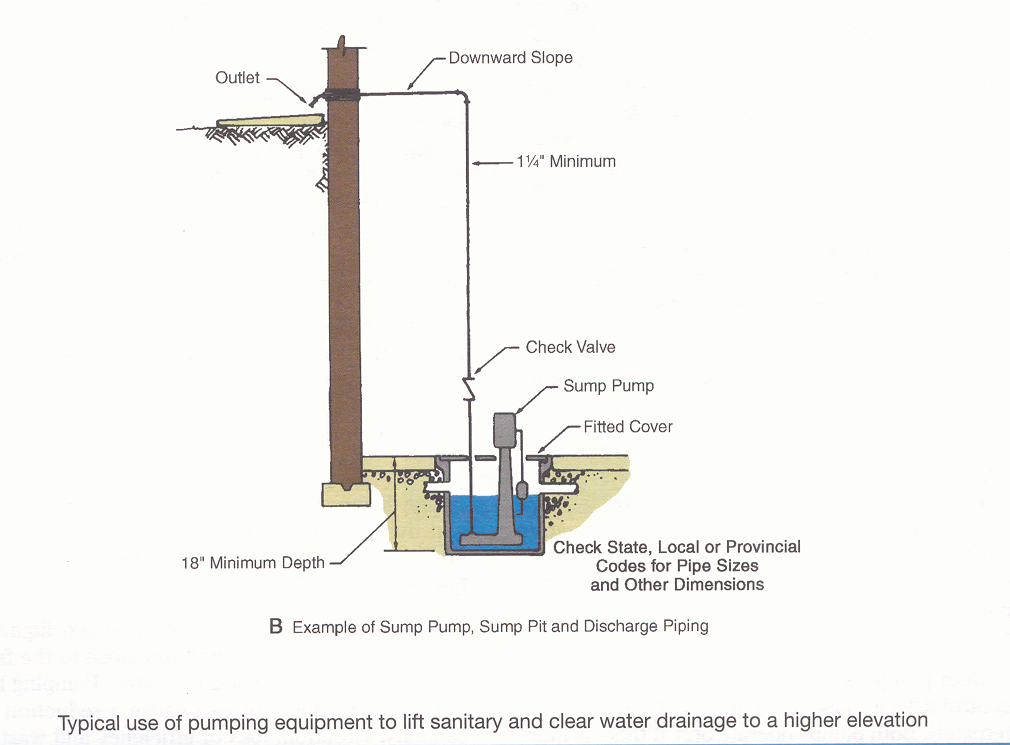 Downward Slope
Outlet
1¼" Minimum
Check Valve
Sump Pump
Fitted Cover
18" Minimum Depth
Check State, Local or Provincial
Codes for Pipe Sizes
and Other Dimensions
B Example of Sump Pump, Sump Pit and Discharge Piping
Typical use of pumping equipment to lift sanitary and clear water drainage to a higher elevation